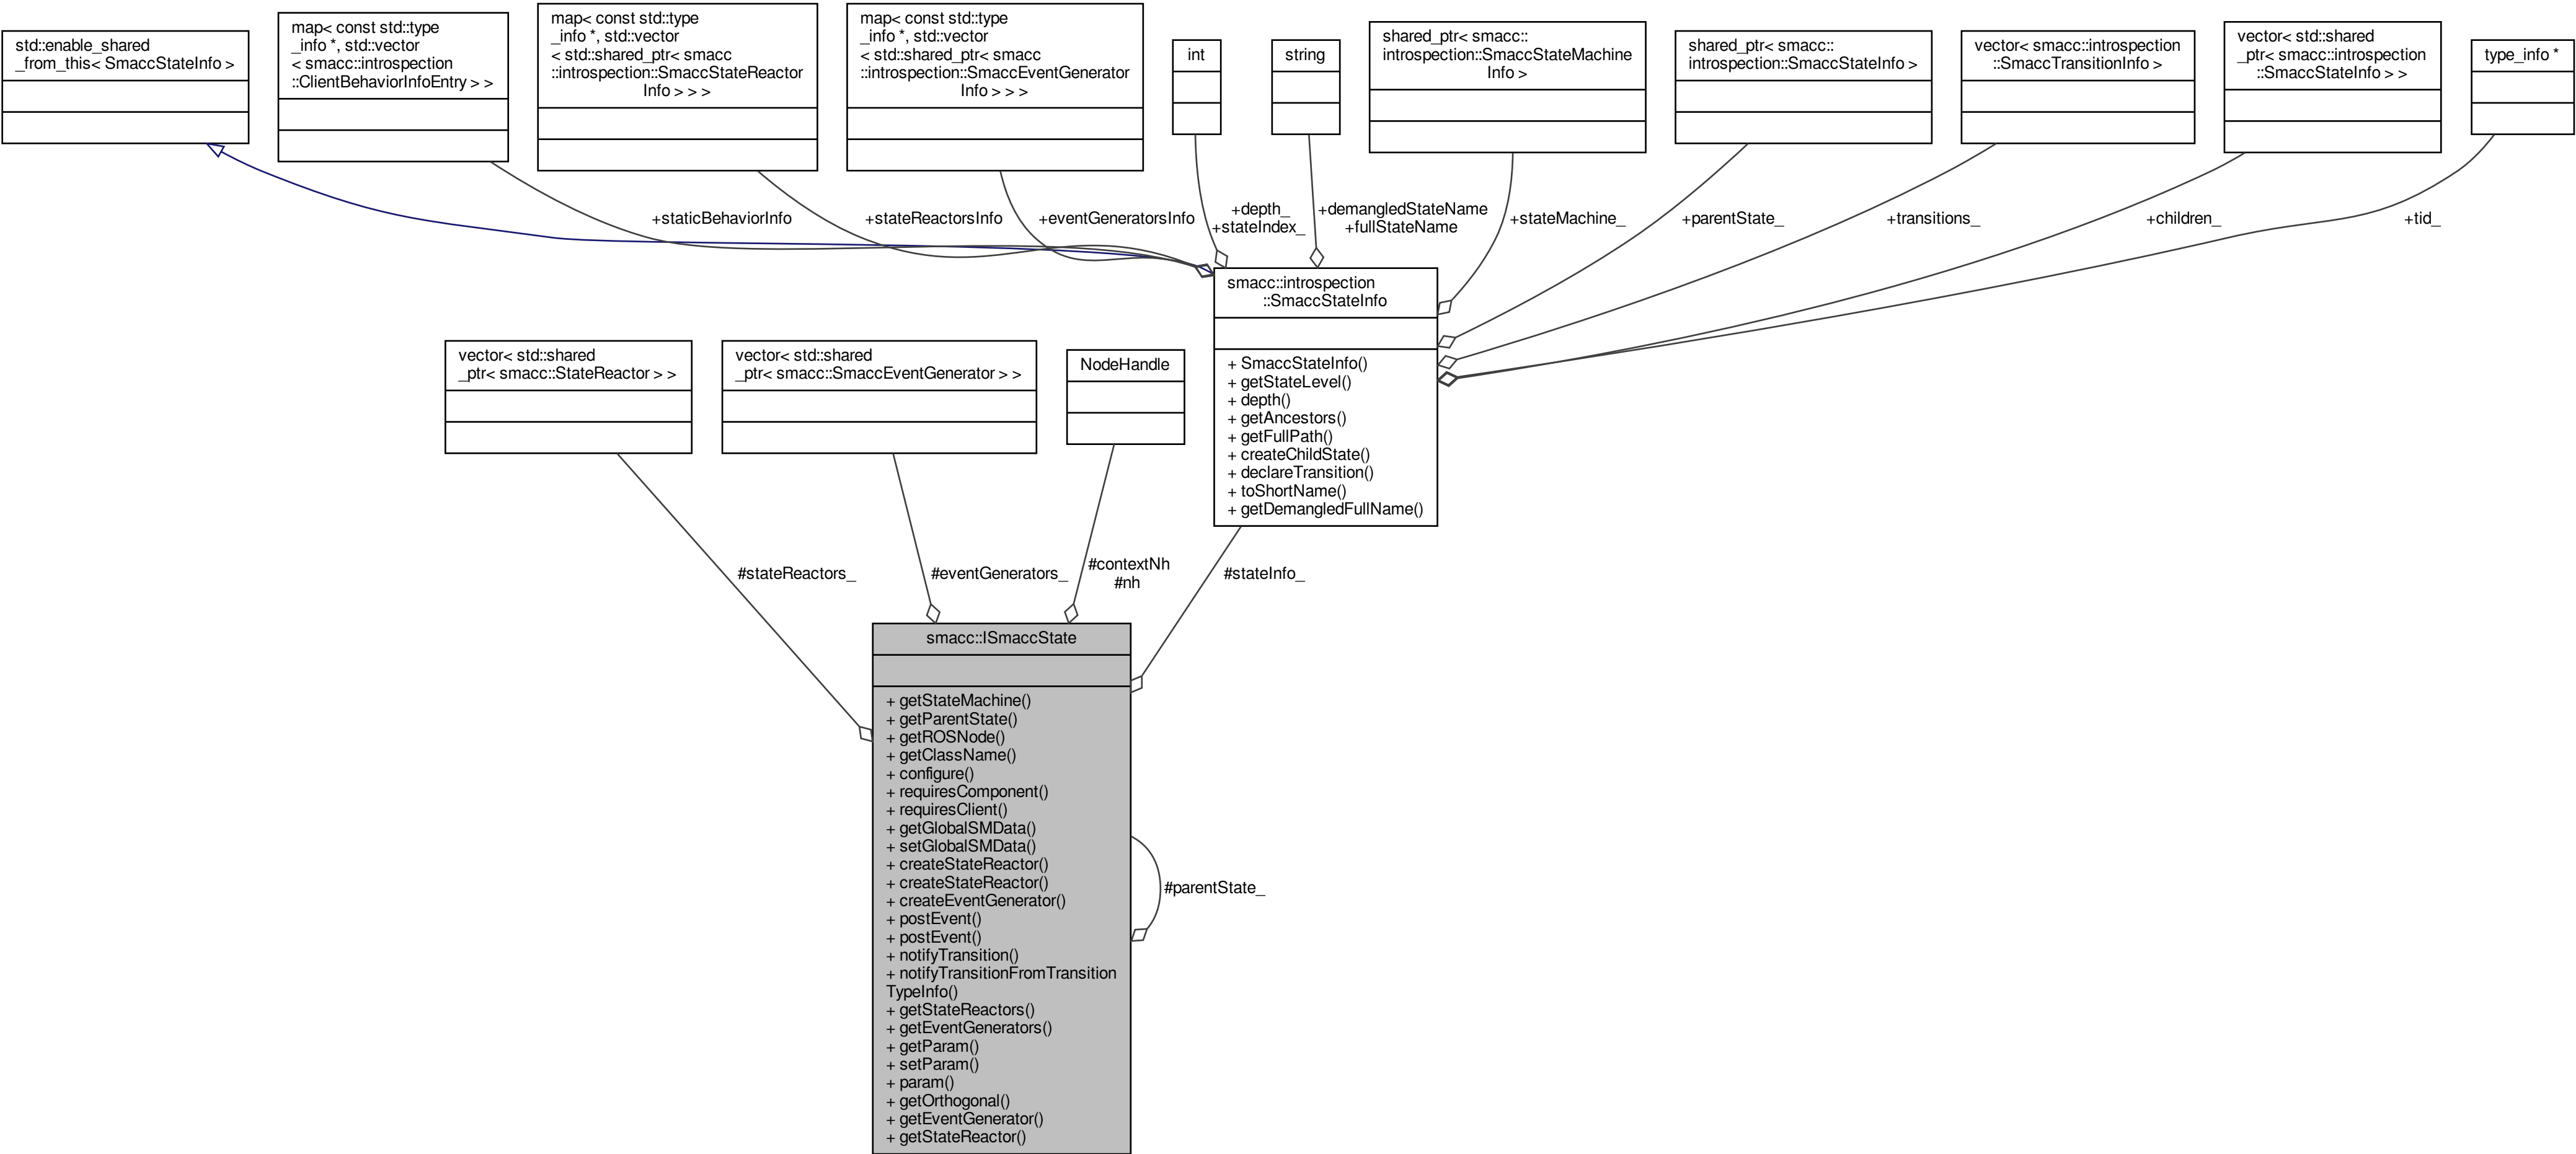 std::enable_shared
_from_this< SmaccStateInfo >
map< const std::type
_info *, std::vector
< smacc::introspection
::ClientBehaviorInfoEntry > >
map< const std::type
_info *, std::vector
< std::shared_ptr< smacc
::introspection::SmaccStateReactor
Info > > >
map< const std::type
_info *, std::vector
< std::shared_ptr< smacc
::introspection::SmaccEventGenerator
Info > > >
int
string
shared_ptr< smacc::
introspection::SmaccStateMachine
Info >
shared_ptr< smacc::
introspection::SmaccStateInfo >
vector< smacc::introspection
::SmaccTransitionInfo >
vector< std::shared
_ptr< smacc::introspection
::SmaccStateInfo > >
type_info *
+staticBehaviorInfo
+stateReactorsInfo
+eventGeneratorsInfo
+depth_
+stateIndex_
+demangledStateName
+fullStateName
+stateMachine_
+parentState_
+transitions_
+children_
+tid_
smacc::introspection
::SmaccStateInfo
+ SmaccStateInfo()
+ getStateLevel()
+ depth()
+ getAncestors()
+ getFullPath()
+ createChildState()
+ declareTransition()
+ toShortName()
+ getDemangledFullName()
vector< std::shared
_ptr< smacc::StateReactor > >
vector< std::shared
_ptr< smacc::SmaccEventGenerator > >
NodeHandle
#stateReactors_
#eventGenerators_
#contextNh
#nh
#stateInfo_
smacc::ISmaccState
+ getStateMachine()
+ getParentState()
+ getROSNode()
+ getClassName()
+ configure()
+ requiresComponent()
+ requiresClient()
+ getGlobalSMData()
+ setGlobalSMData()
+ createStateReactor()
+ createStateReactor()
+ createEventGenerator()
+ postEvent()
+ postEvent()
+ notifyTransition()
+ notifyTransitionFromTransition
TypeInfo()
+ getStateReactors()
+ getEventGenerators()
+ getParam()
+ setParam()
+ param()
+ getOrthogonal()
+ getEventGenerator()
+ getStateReactor()
#parentState_